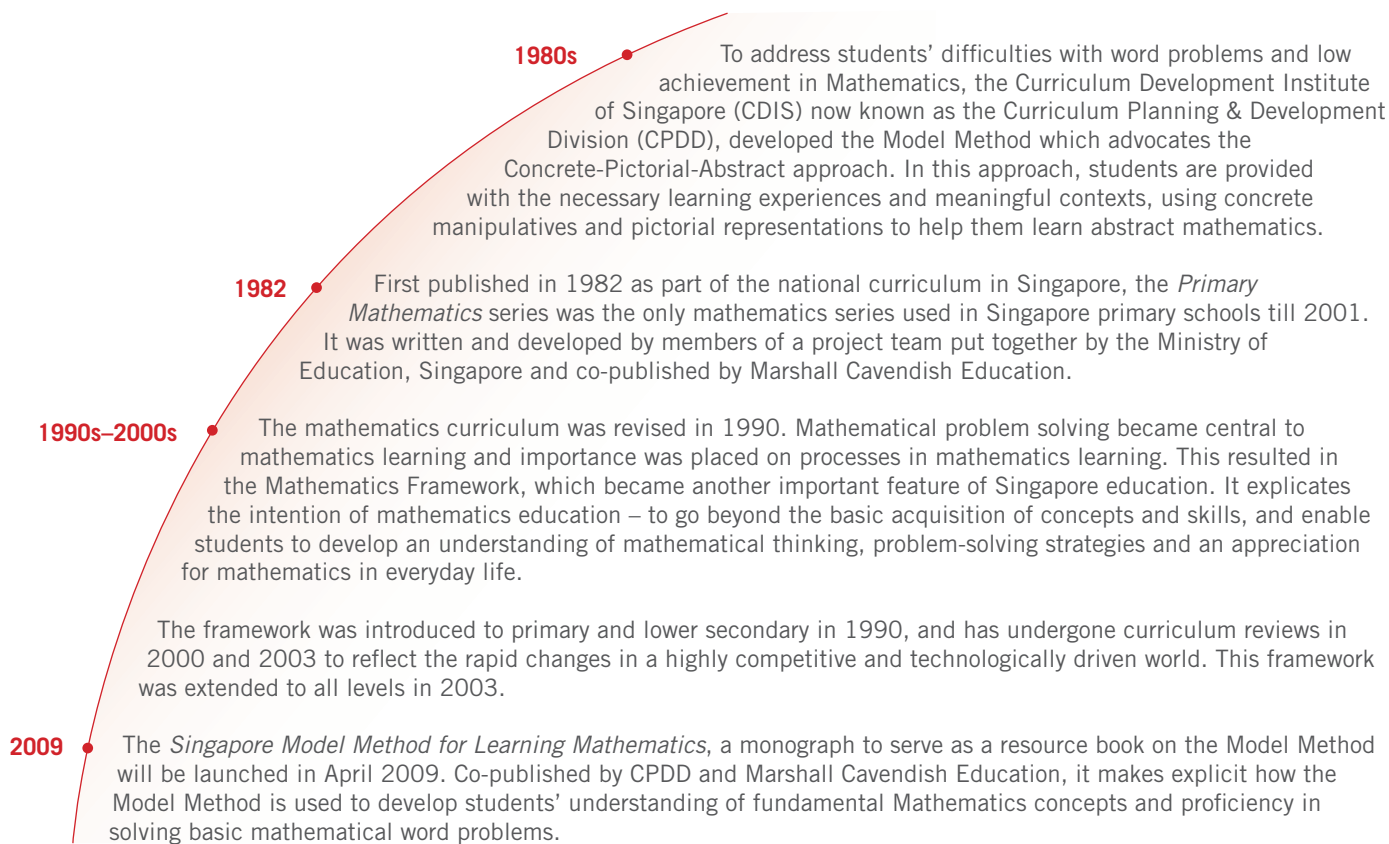 1980s
To address students’ difficulties with word problems and low
achievement in Mathematics, the Curriculum Development Institute
of Singapore (CDIS) now known as the Curriculum Planning & Development
Division (CPDD), developed the Model Method which advocates the
Concrete-Pictorial-Abstract approach. In this approach, students are provided
with the necessary learning experiences and meaningful contexts, using concrete
manipulatives and pictorial representations to help them learn abstract mathematics.
1982
First published in 1982 as part of the national curriculum in Singapore, the Primary
Mathematics series was the only mathematics series used in Singapore primary schools till 2001.
It was written and developed by members of a project team put together by the Ministry of
Education, Singapore and co-published by Marshall Cavendish Education.
1990s–2000s
The mathematics curriculum was revised in 1990. Mathematical problem solving became central to
mathematics learning and importance was placed on processes in mathematics learning. This resulted in
the Mathematics Framework, which became another important feature of Singapore education. It explicates
the intention of mathematics education – to go beyond the basic acquisition of concepts and skills, and enable
students to develop an understanding of mathematical thinking, problem-solving strategies and an appreciation
for mathematics in everyday life.
The framework was introduced to primary and lower secondary in 1990, and has undergone curriculum reviews in
2000 and 2003 to reflect the rapid changes in a highly competitive and technologically driven world. This framework
was extended to all levels in 2003.
2009
The Singapore Model Method for Learning Mathematics, a monograph to serve as a resource book on the Model Method
will be launched in April 2009. Co-published by CPDD and Marshall Cavendish Education, it makes explicit how the
Model Method is used to develop students’ understanding of fundamental Mathematics concepts and proficiency in
solving basic mathematical word problems.